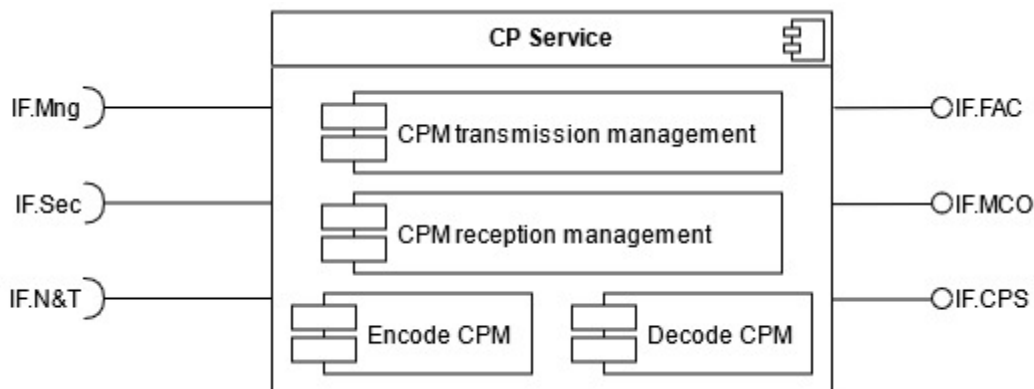 CP Service
IF.Mng
CPM transmission management
IF.FAC
IF.Sec
CPM reception management
IF.MCO
IF.N&T
Encode CPM
Decode CPM
IF.CPS